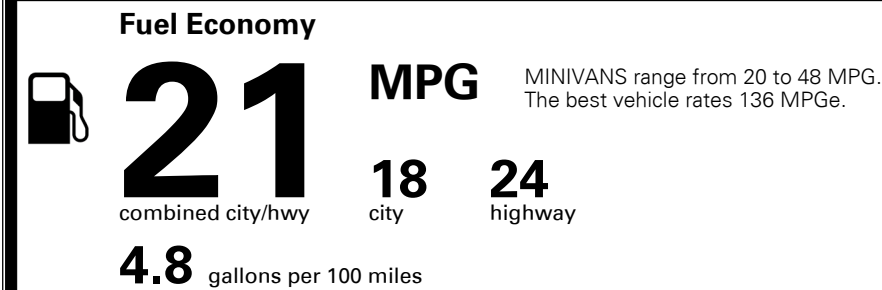 Fuel Economy
21 MPG
MINIVANS range from 20 to 48 MPG.
The best vehicle rates 136 MPGe.
18 24
combined city/hwy city highway
4.8 gallons per 100 miles